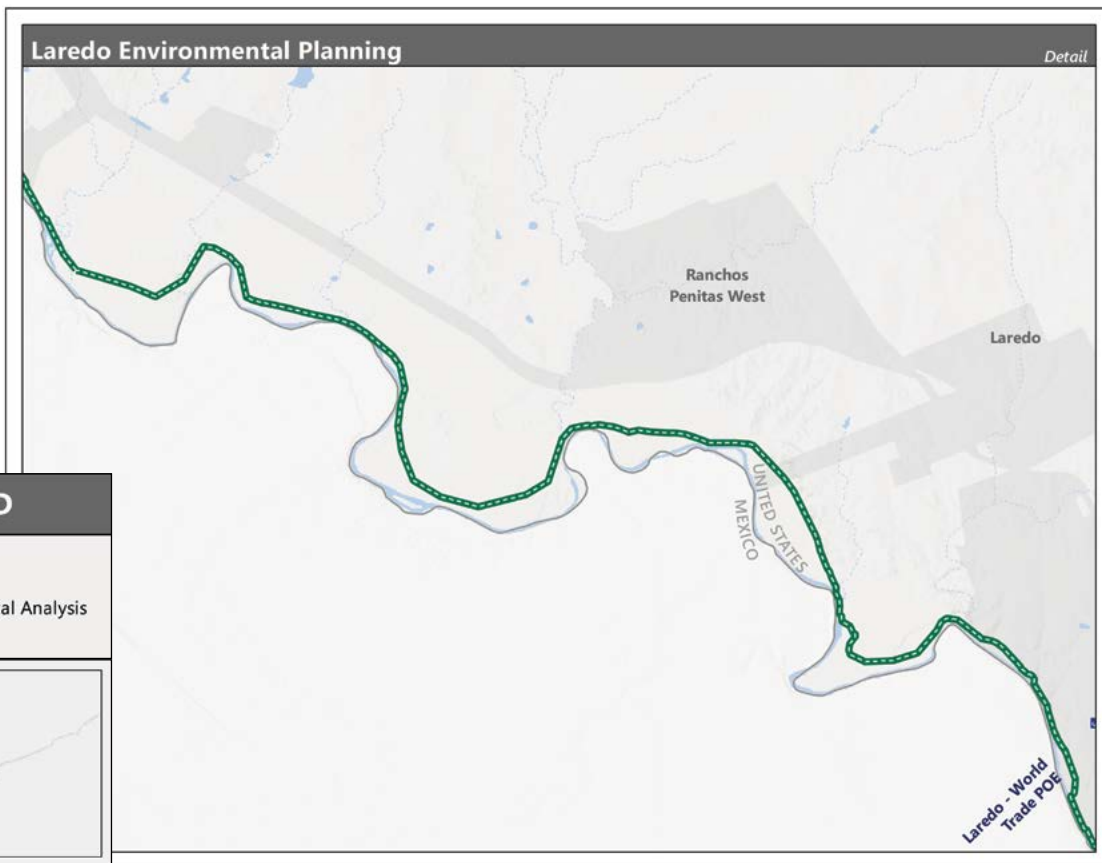 Laredo Environmental Planning
Detail
Ranchos
Penitas West
Laredo
UNITED STATES
MEXICO
D
al Analysis
Laredo - World
Trade POE